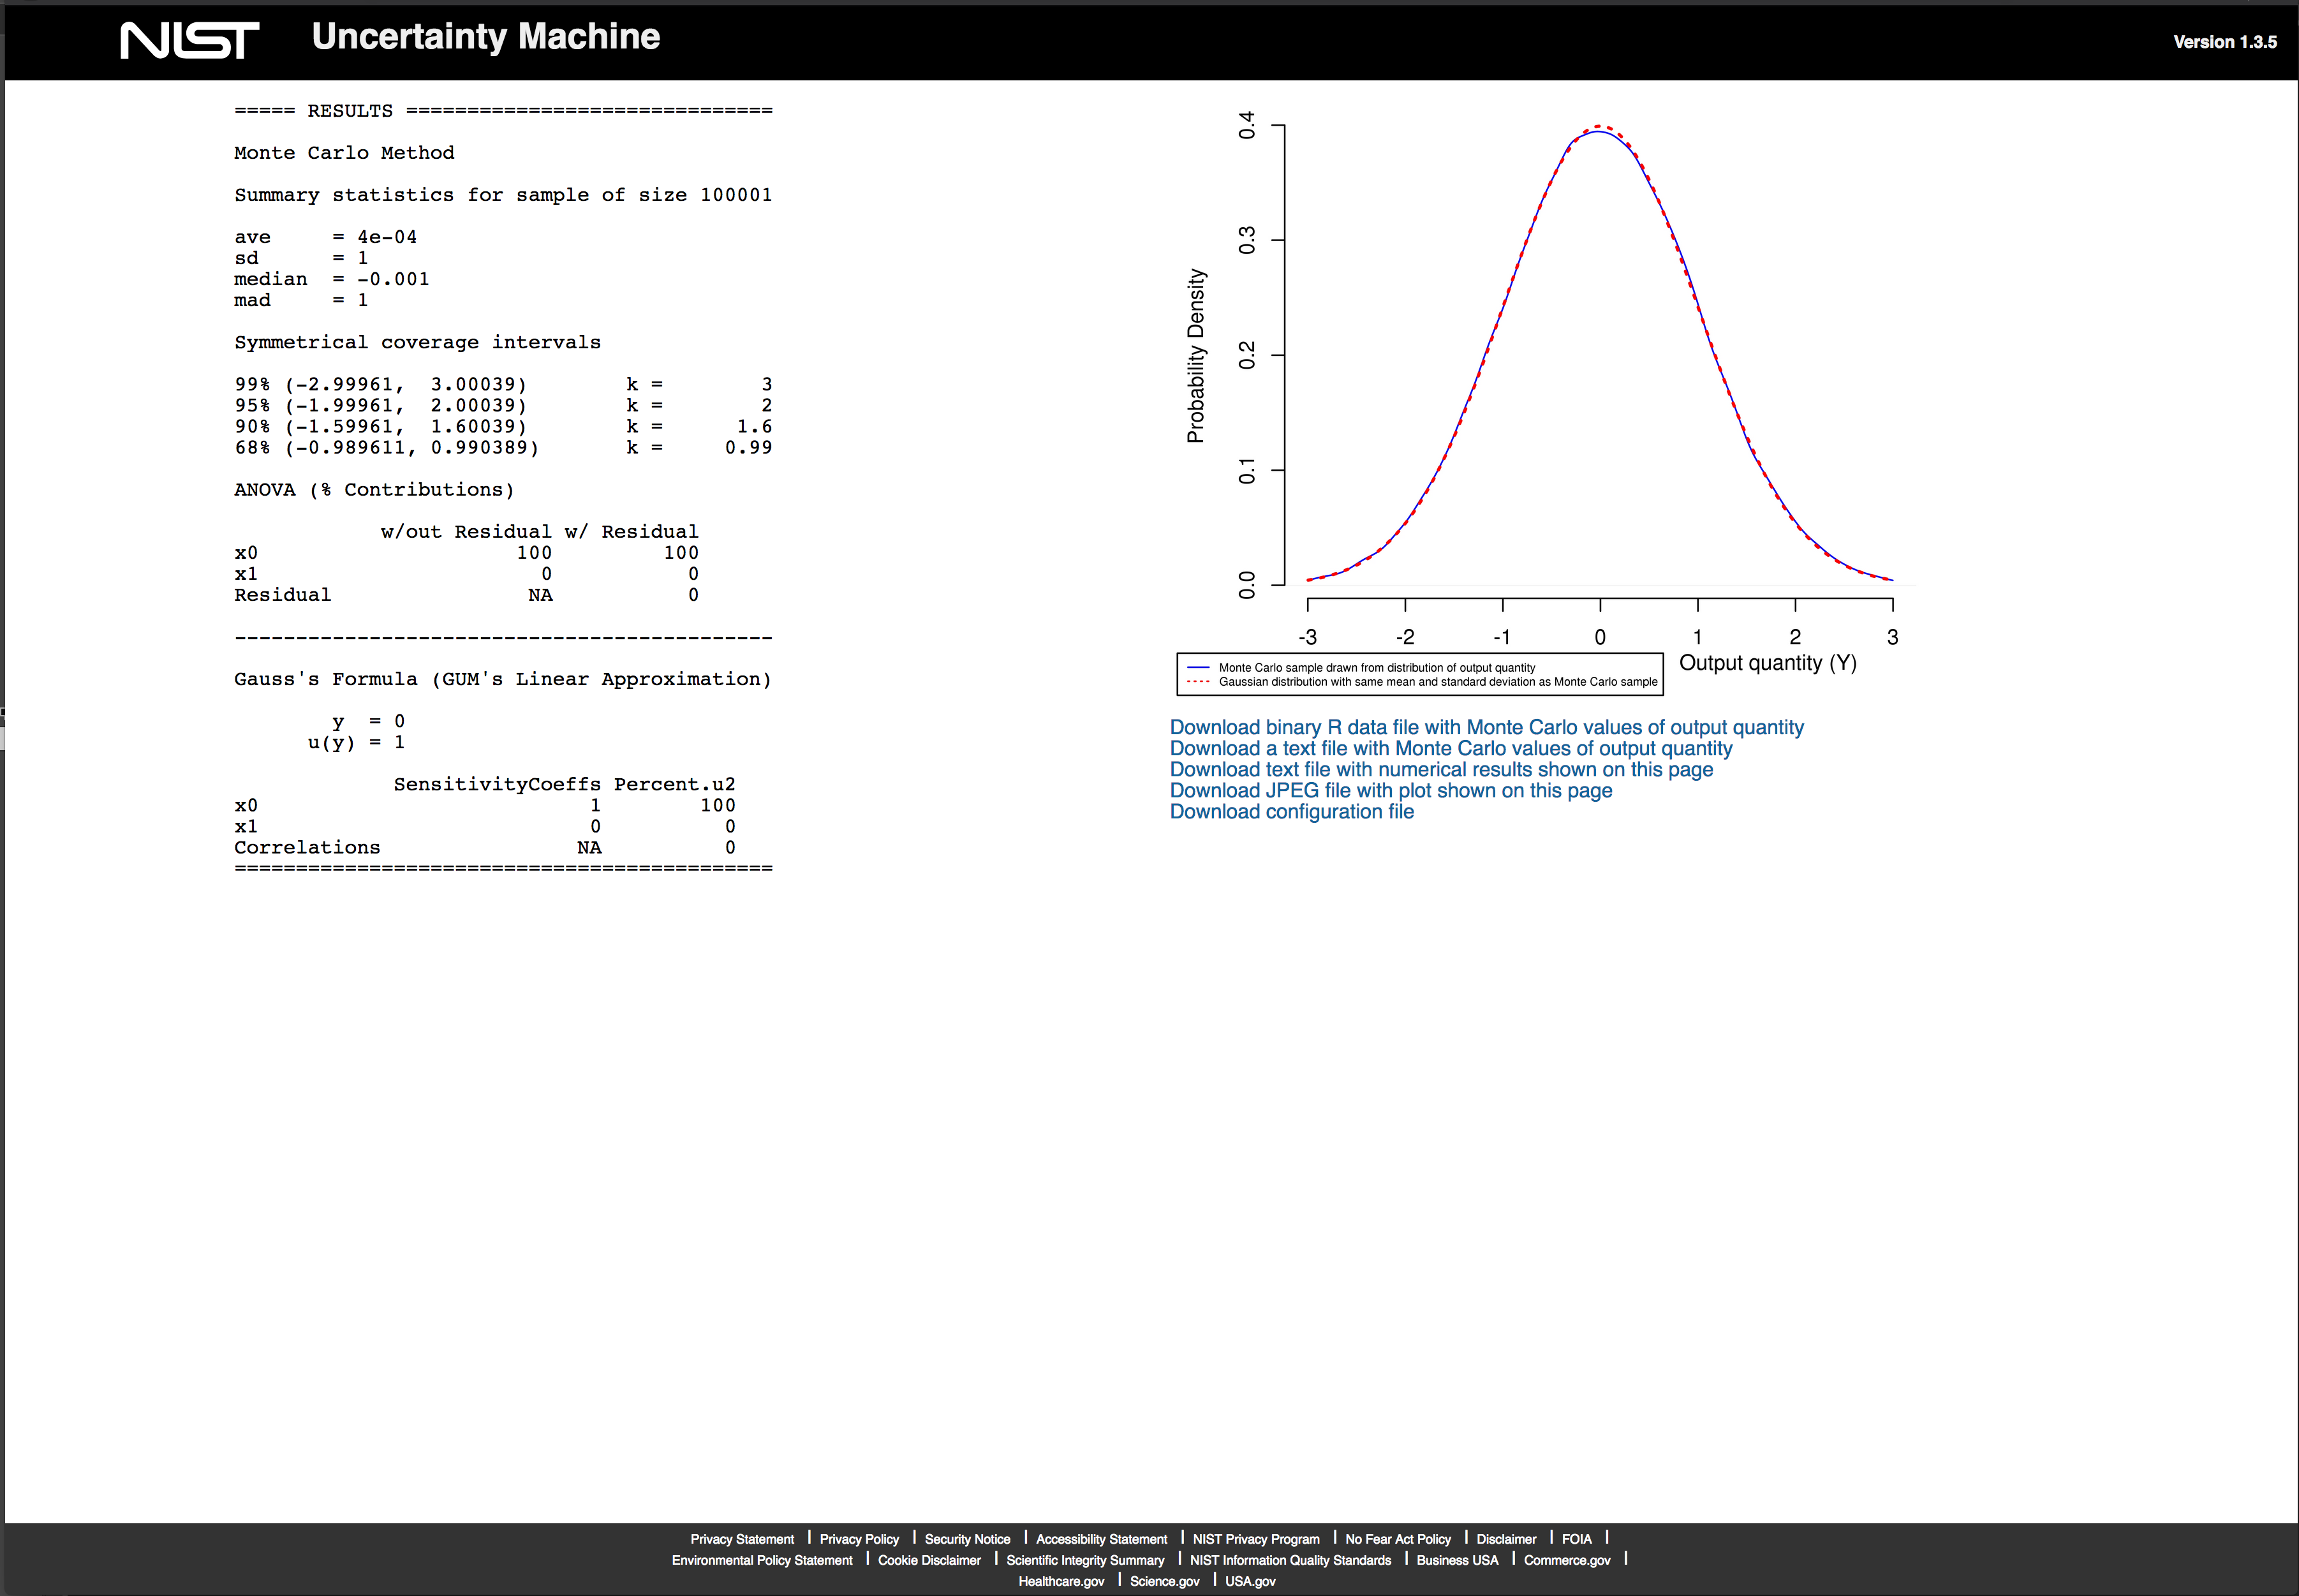 NIST Uncertainty Machine Version 1.3.5
===== RESULTS ==============================
Monte Carlo Method
Summary statistics for sample of size 100001
ave     = 4e-04
sd      = 1
median  = -0.001
mad     = 1
Symmetrical coverage intervals
99% (-2.99961,  3.00039)       k =        3
95% (-1.99961,  2.00039)       k =        2
90% (-1.59961,  1.60039)       k =      1.6
68% (-0.989611, 0.990389)       k =     0.99
ANOVA (% Contributions)
w/out Residual w/ Residual
x0                     100         100
x1                       0           0
Residual                NA           0
--------------------------------------------
Gauss's Formula (GUM's Linear Approximation)
y  = 0
u(y) = 1
SensitivityCoeffs Percent.u2
x0                           1        100
x1                           0          0
Correlations                NA          0
============================================
Probability Density
0.4
0.3
0.2
0.1
0.0
-3 -2 -1 0 1 2 3
Output quantity (Y)
Monte Carlo sample drawn from distribution of output quantity
Gaussian distribution with same mean and standard deviation as Monte Carlo sample
Download binary R data file with Monte Carlo values of output quantity
Download a text file with Monte Carlo values of output quantity
Download text file with numerical results shown on this page
Download JPEG file with plot shown on this page
Download configuration file
Privacy Statement | Privacy Policy | Security Notice | Accessibility Statement | NIST Privacy Program | No Fear Act Policy | Disclaimer | FOIA |
Environmental Policy Statement | Cookie Disclaimer | Scientific Integrity Summary | NIST Information Quality Standards | Business USA | Commerce.gov |
Healthcare.gov | Science.gov | USA.gov